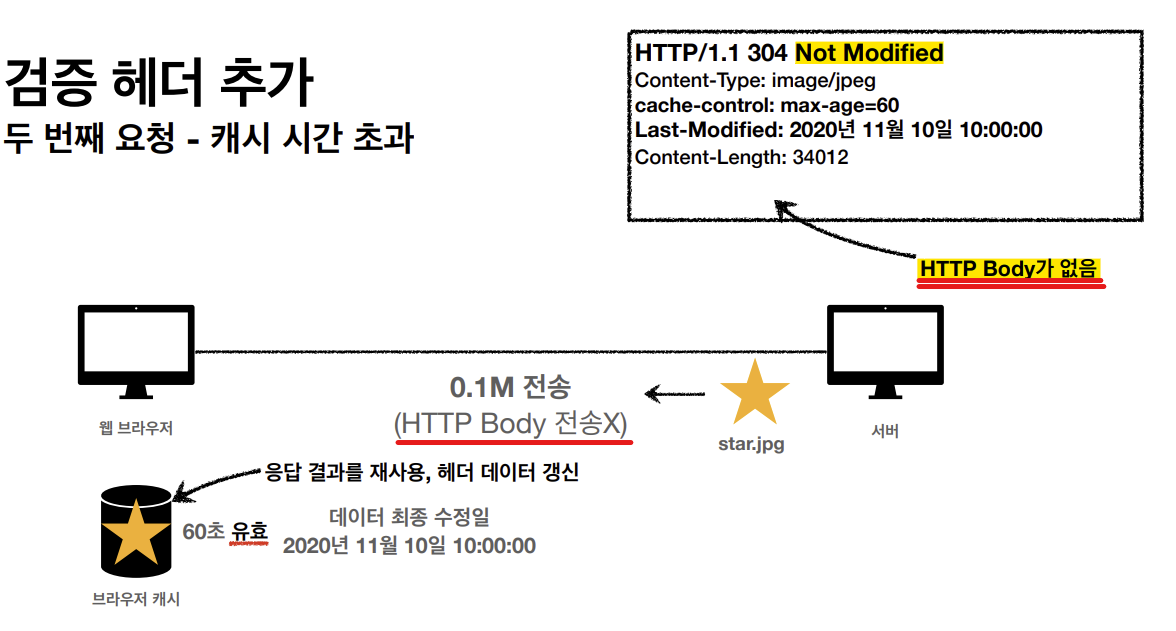 검증 헤더 추가
두 번째 요청 - 캐시 시간 초과
HTTP/1.1 304 Not Modified
Content-Type: image/jpeg
cache-control: max-age=60
Last-Modified: 2020년 11월 10일 10:00:00
Content-Length: 34012
HTTP Body가 없음
0.1M 전송
(HTTP Body 전송X)
star.jpg
웹 브라우저
서버
응답 결과를 재사용, 헤더 데이터 갱신
60초 유효
데이터 최종 수정일
2020년 11월 10일 10:00:00
브라우저 캐시